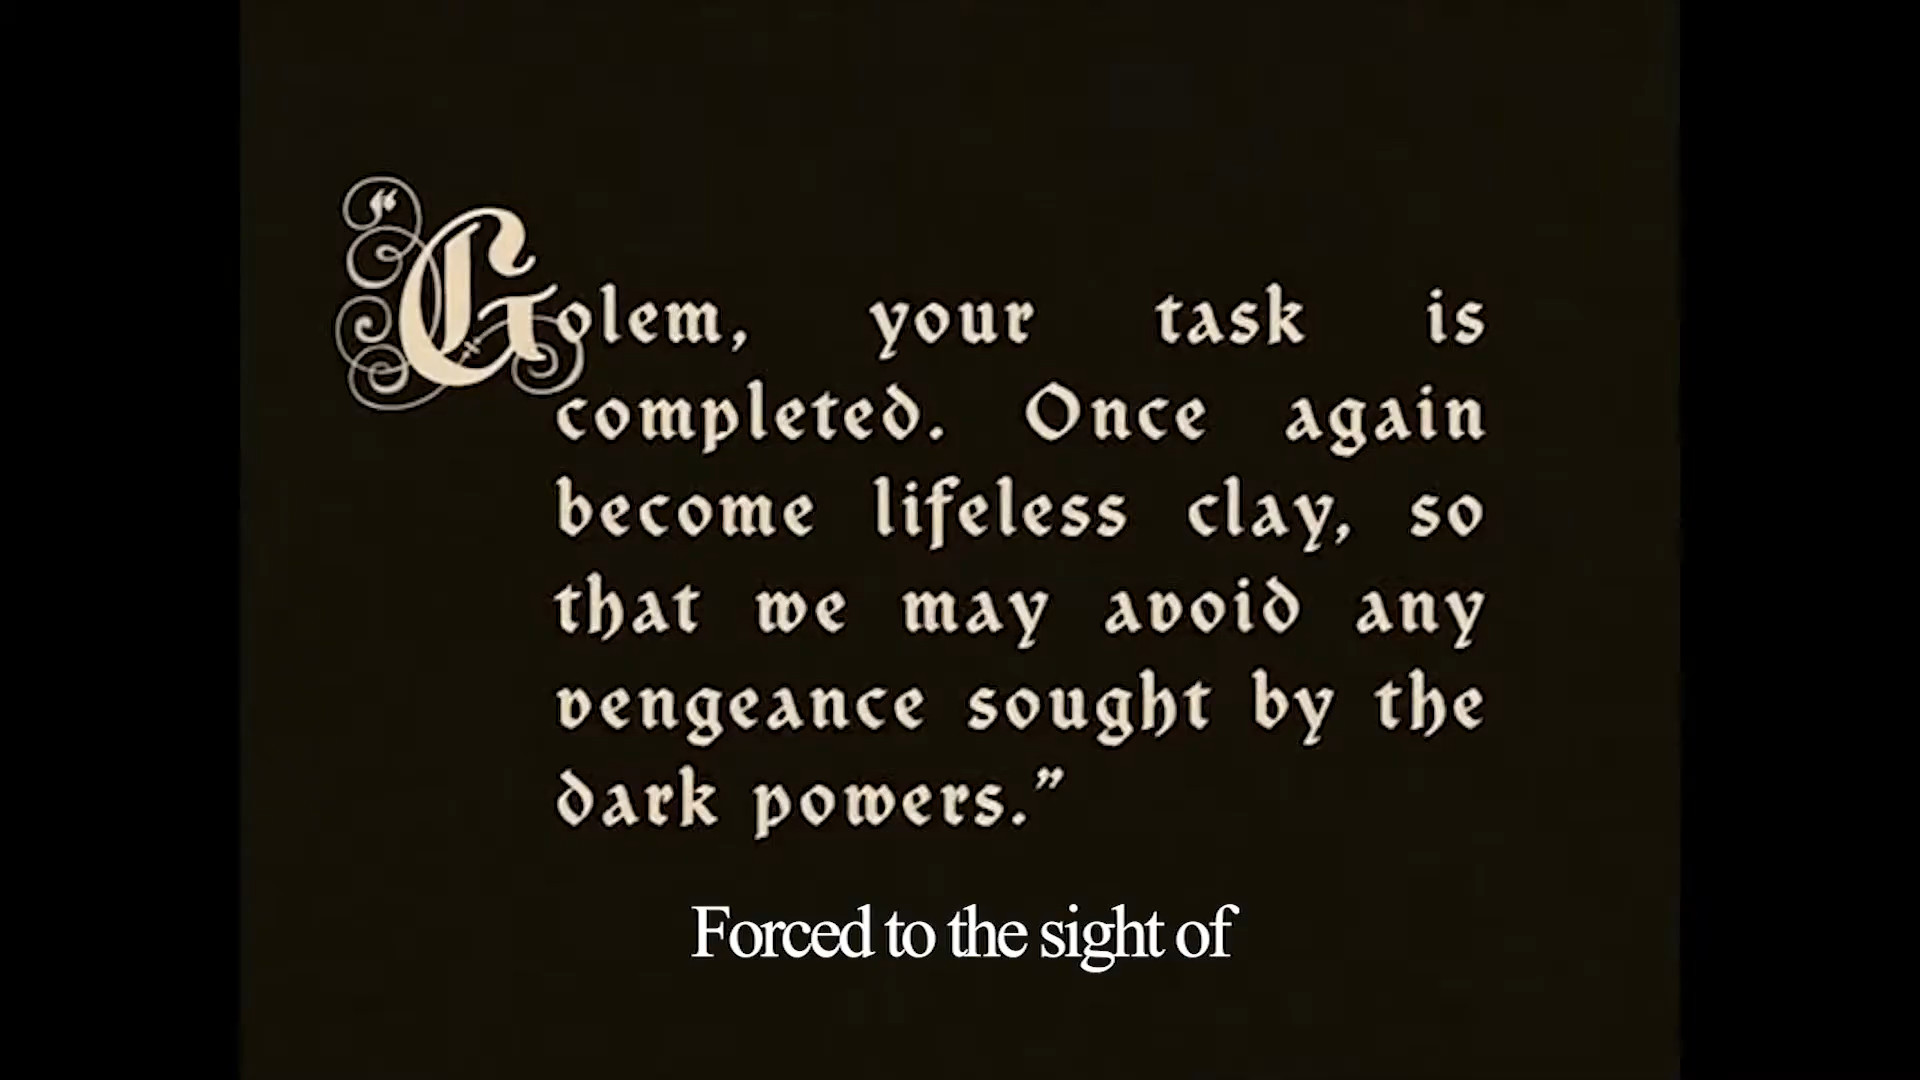 “Golem, your task is
completed. Once again
become lifeless clay, so
that we may avoid any
vengeance sought by the
dark powers.”
Forced to the sight of